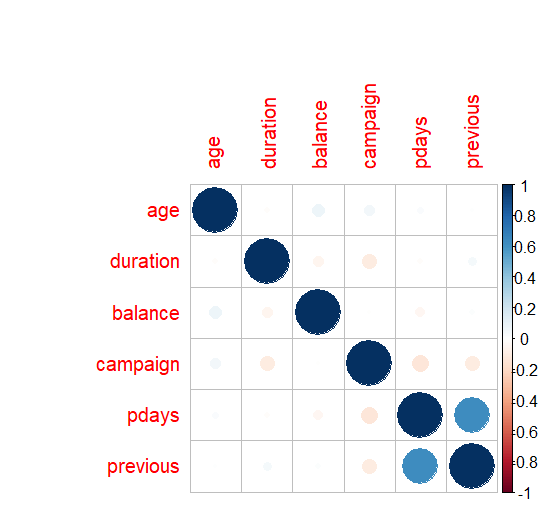 age
duration
balance
campaign
pdays
previous
age
duration
balance
campaign
pdays
previous
1
0.8
0.6
0.4
0.2
0
-0.2
-0.4
-0.6
-0.8
-1